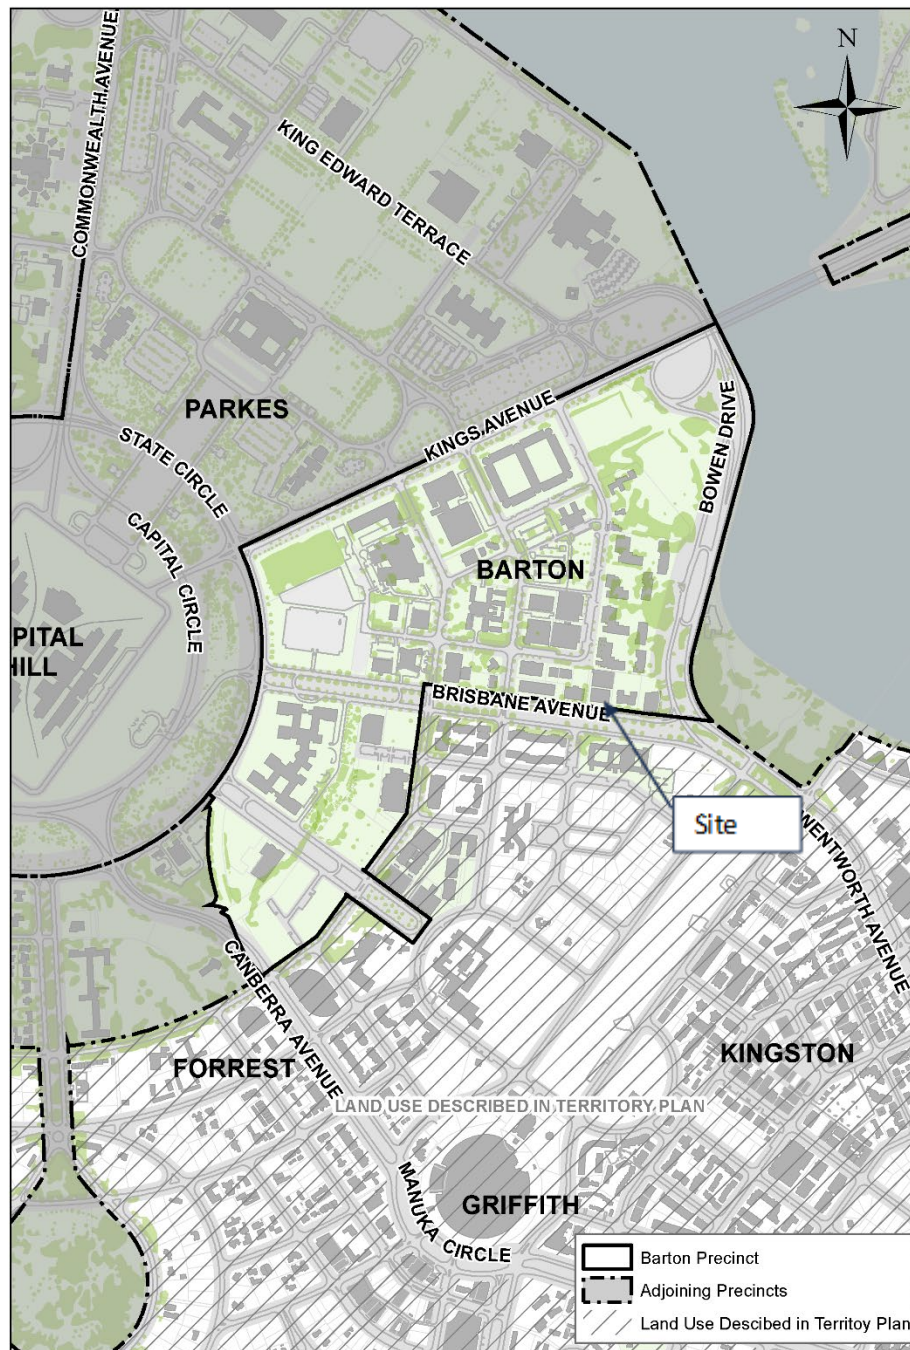 N
COMMONWEALTH AVENUE
KING EDWARD TERRACE
PARKES
STATE CIRCLE
KINGS AVENUE
BOWEN DRIVE
CAPITAL CIRCLE
BARTON
PITAL
HILL
BRISBANE AVENUE
Site
WENTWORTH AVENUE
CANBERRA AVENUE
FORREST
KINGSTON
LAND USE DESCRIBED IN TERRITORY PLAN
MANUKA CIRCLE
GRIFFITH
Barton Precinct
Adjoining Precincts
Land Use Descibed in Territoy Plan